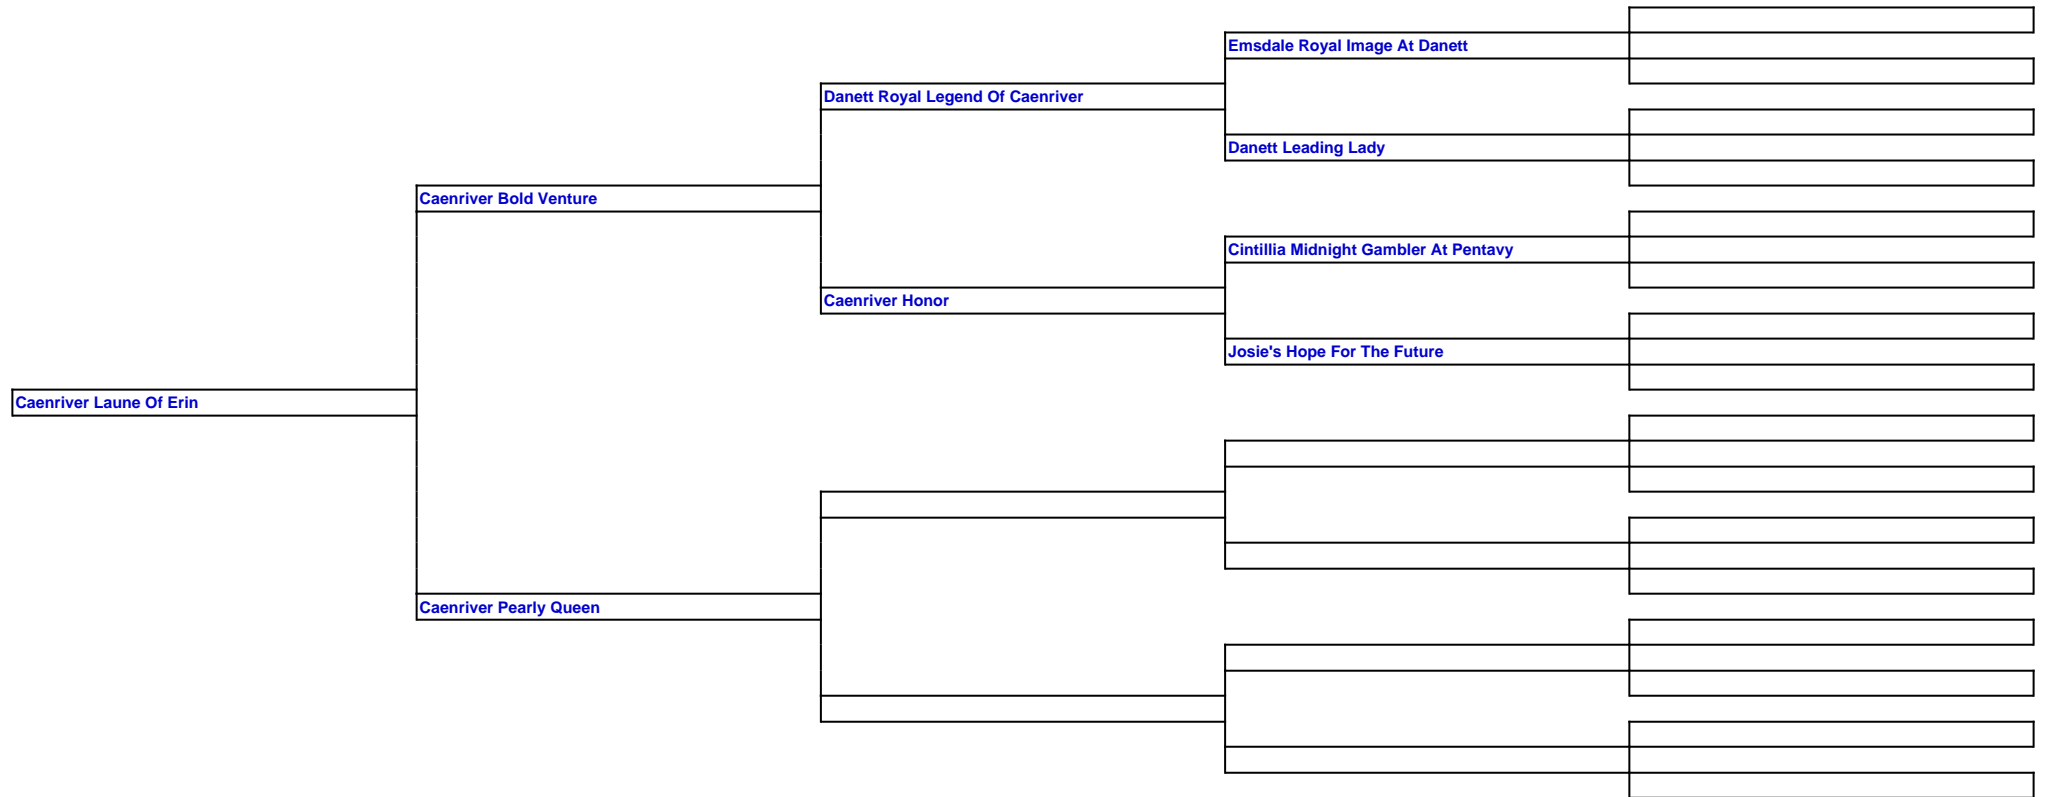 Emsdale Royal Image At Danett
Danett Royal Legend Of Caenriver
Danett Leading Lady
Caenriver Bold Venture
Cintillia Midnight Gambler At Pentavy
Caenriver Honor
Josie's Hope For The Future
Caenriver Laune Of Erin
Caenriver Pearly Queen